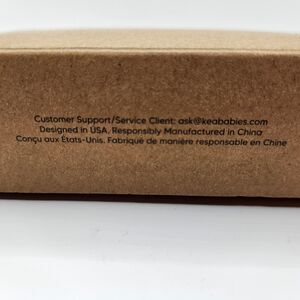 Customer Support/Service Client: ask@keababies.com
Designed in USA. Responsibly Manufactured in China
Conçu aux États-Unis. Fabriqué de manière responsable en Chine